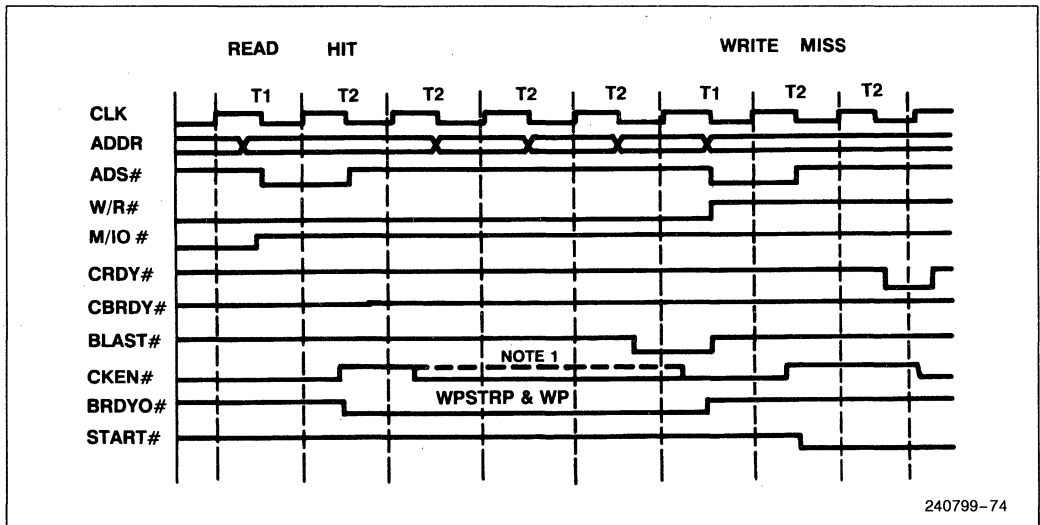 READ HIT WRITE MISS
T1 T2 T2 T2 T2 T1 T2 T2
CLK
ADDR
ADS#
W/R#
M/IO #
CRDY#
CBRDY#
BLAST#
NOTE 1
CKEN#
WPSTRP & WP
BRDYO#
START#
240799-74